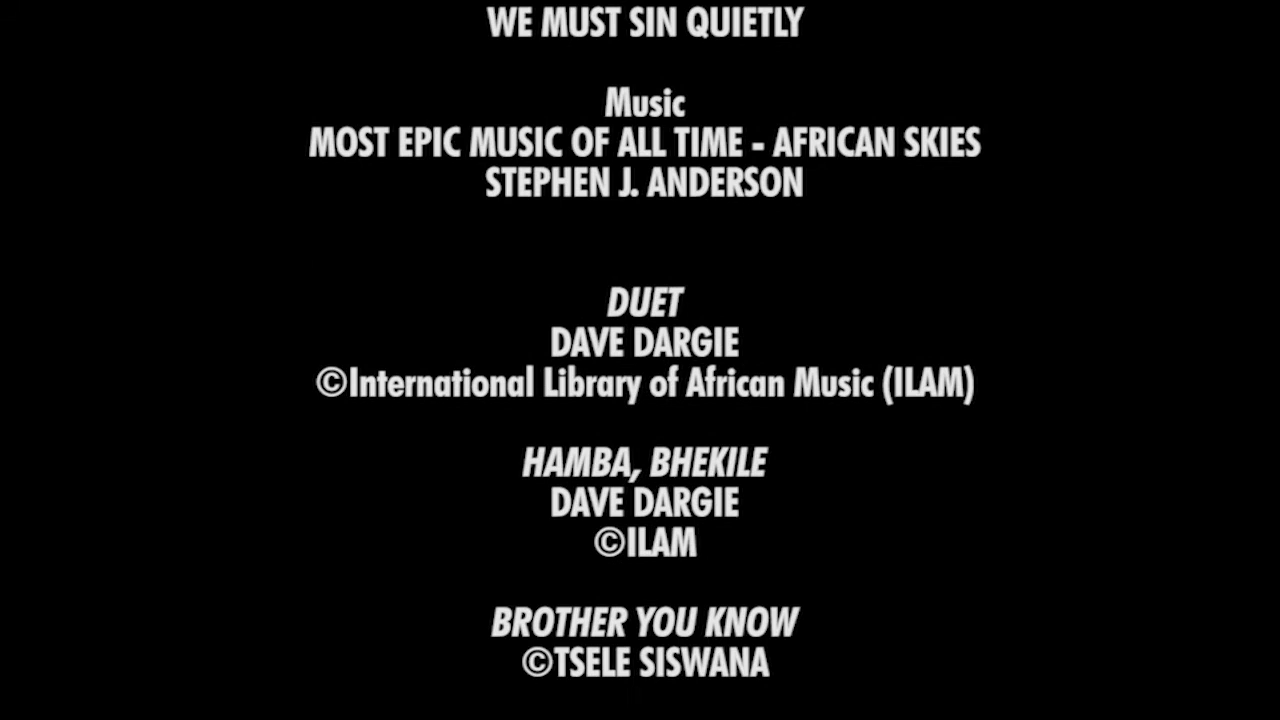 WE MUST SIN QUIETLY
Music
MOST EPIC MUSIC OF ALL TIME - AFRICAN SKIES
STEPHEN J. ANDERSON
DUET
DAVE DARGIE
©International Library of African Music (ILAM)
HAMBA, BHEKILE
DAVE DARGIE
©ILAM
BROTHER YOU KNOW
©TSELE SISWANA